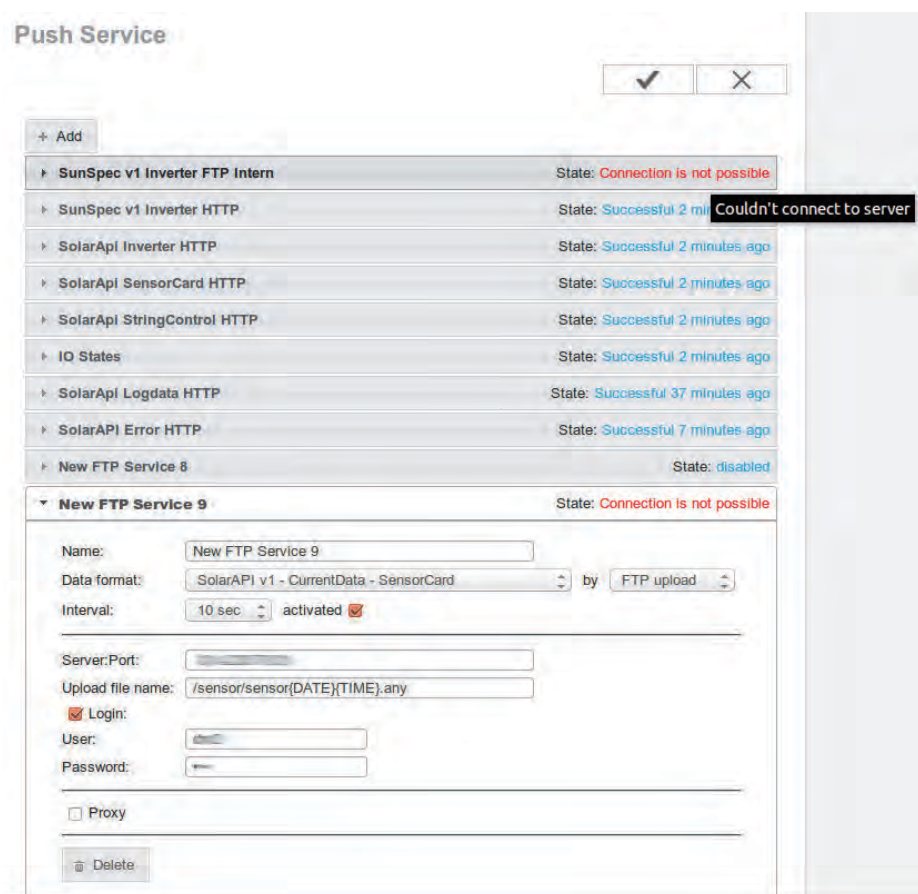 Push Service
+ Add
SunSpec v1 Inverter FTP Intern State: Connection is not possible
Couldn't connect to server
SunSpec v1 Inverter HTTP State: Successful 2
SolarApi Inverter HTTP State: Successful 2 minutes ago
SolarApi SensorCard HTTP State: Successful 2 minutes ago
SolarApi StringControl HTTP State: Successful 2 minutes ago
IO States State: Successful 2 minutes ago
SolarApi Logdata HTTP State: Successful 37 minutes ago
SolarAPI Error HTTP State: Successful 7 minutes ago
New FTP Service 8 State: disabled
New FTP Service 9 State: Connection is not possible
Name: New FTP Service 9
Data format: SolarAPI v1 - CurrentData - SensorCard by FTP upload
Interval: 10 sec activated
Server:Port:
Upload file name: /sensor/sensor{DATE}{TIME}.any
Login:
User:
Password:
Proxy
Delete